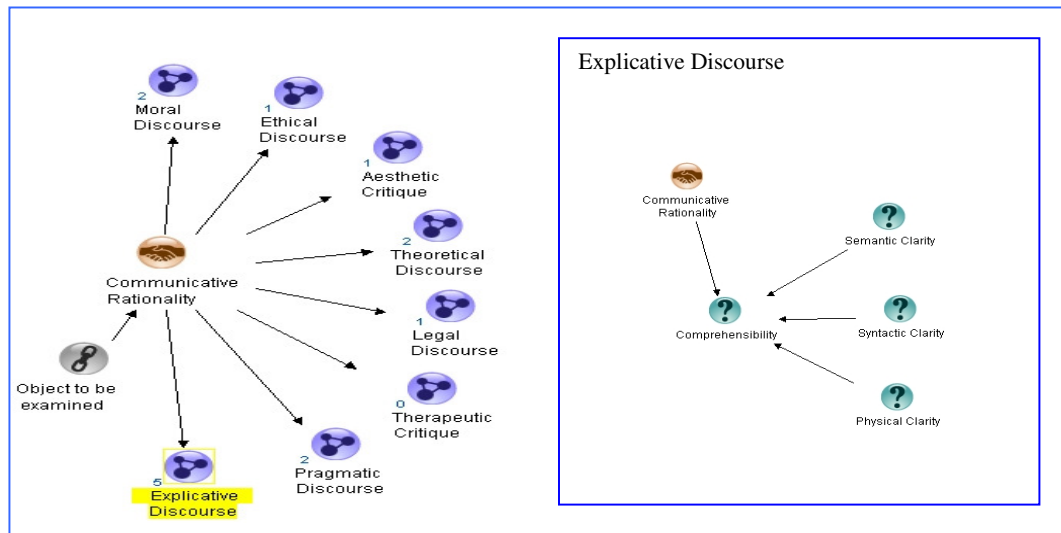 2
Moral
Discourse
1
Ethical
Discourse
1
Aesthetic
Critique
2
Theoretical
Discourse
Communicative
Rationality
1
Legal
Discourse
Object to be
examined
0
Therapeutic
Critique
2
Pragmatic
Discourse
5
Explicative
Discourse
Explicative Discourse
Communicative
Rationality
?
Semantic Clarity
?
Comprehensibility
?
Syntactic Clarity
?
Physical Clarity